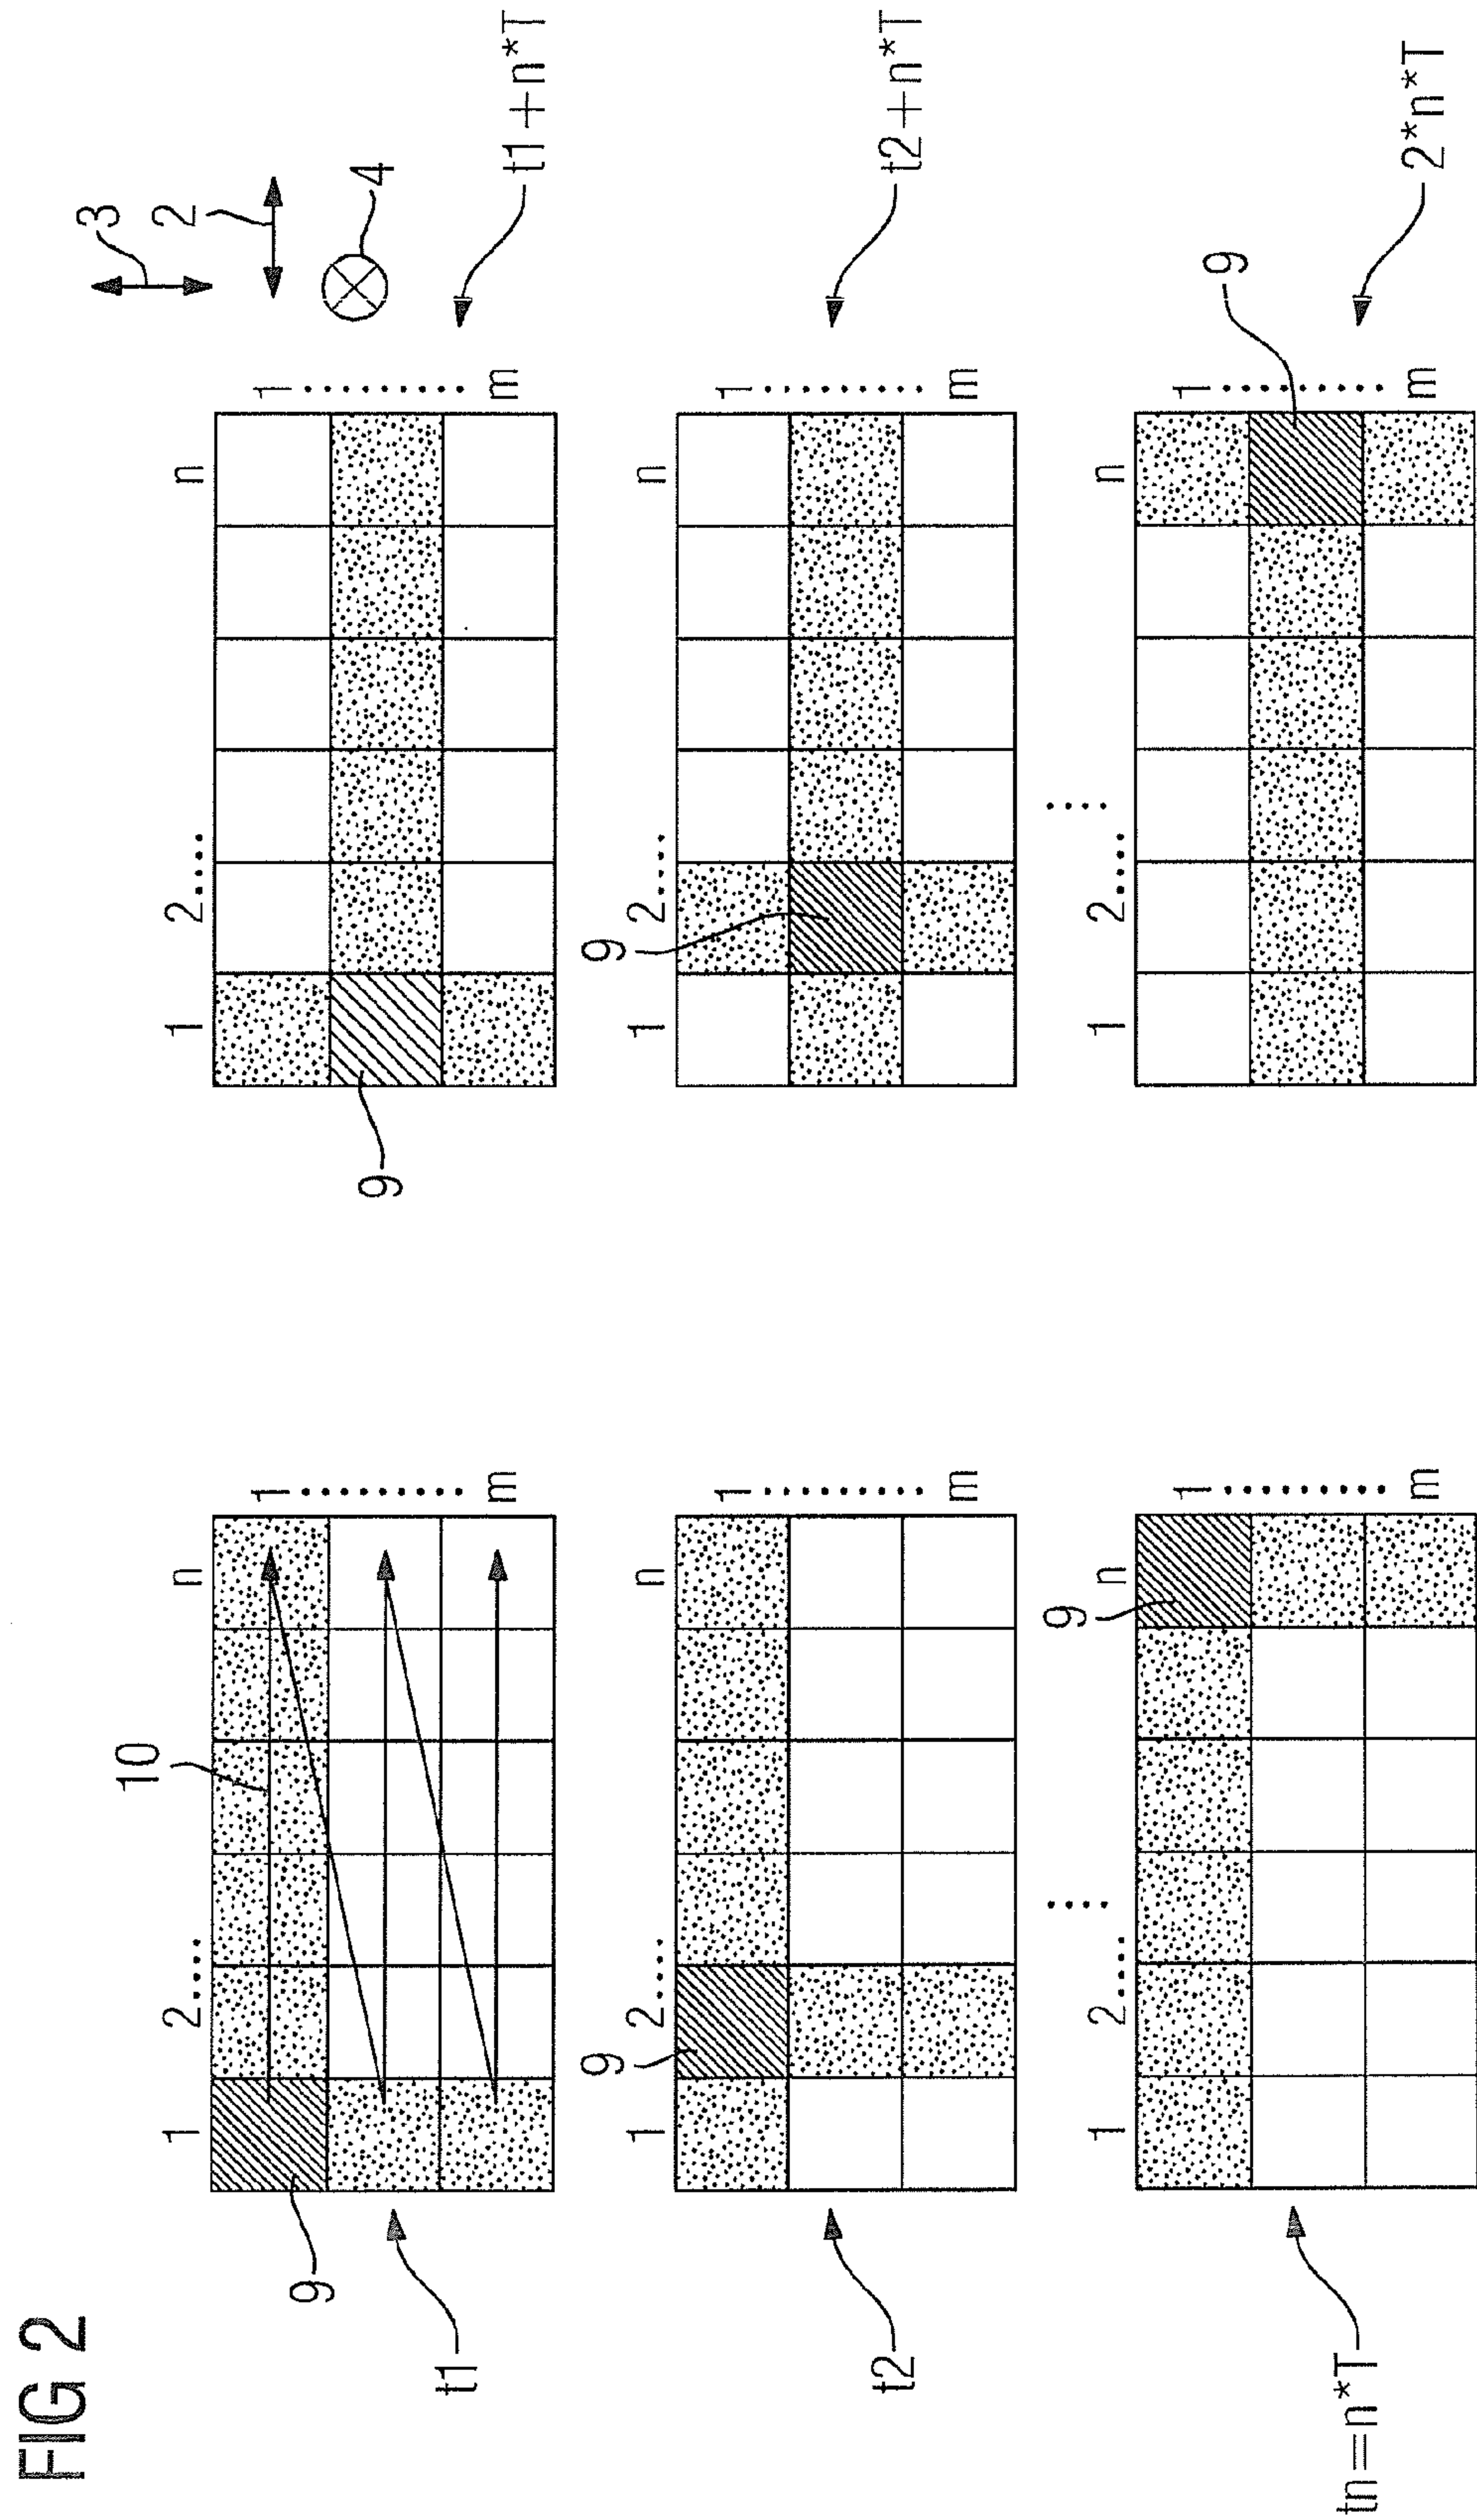 FIG 2
3
2
4
10
1 2.... n
1 ......... m
9
t1
1 2.... n
1 ......... m
9
t1+n*T
9
1 2.... n
1 ......... m
t2
9
1 2.... n
1 ......... m
t2+n*T
9
1 2.... n
1 ......... m
tn=n*T
1 2.... n
1 ......... m
9
2*n*T